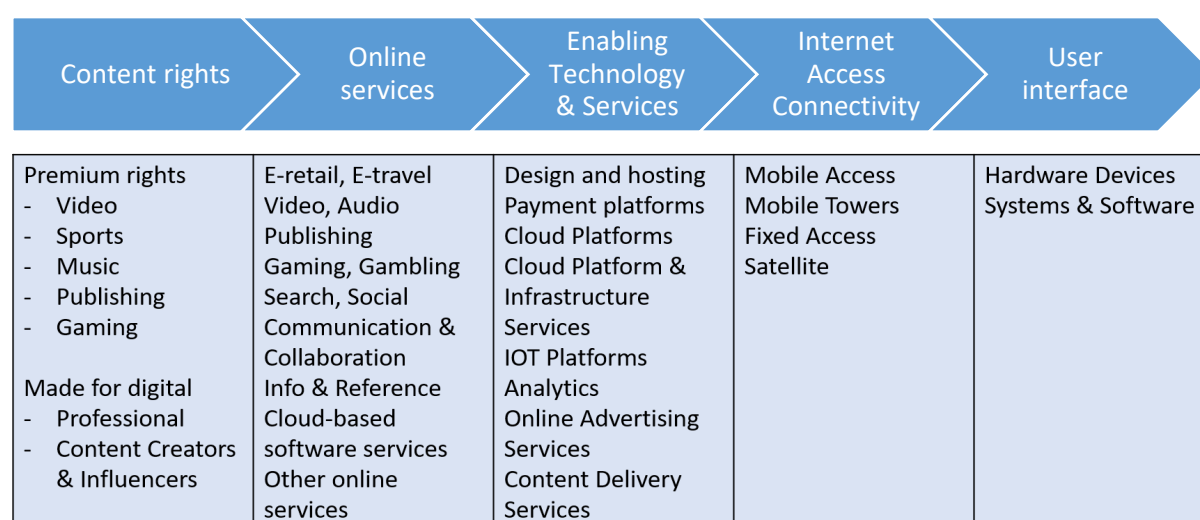 Content rights
Online
services
Enabling
Technology
& Services
Internet
Access
Connectivity
User
interface
Premium rights
- Video
- Sports
- Music
- Publishing
- Gaming
Made for digital
- Professional
- Content Creators
& Influencers
E-retail, E-travel
Video, Audio
Publishing
Gaming, Gambling
Search, Social
Communication &
Collaboration
Info & Reference
Cloud-based
software services
Other online
services
Design and hosting
Payment platforms
Cloud Platforms
Cloud Platform &
Infrastructure
Services
IOT Platforms
Analytics
Online Advertising
Services
Content Delivery
Services
Mobile Access
Mobile Towers
Fixed Access
Satellite
Hardware Devices
Systems & Software